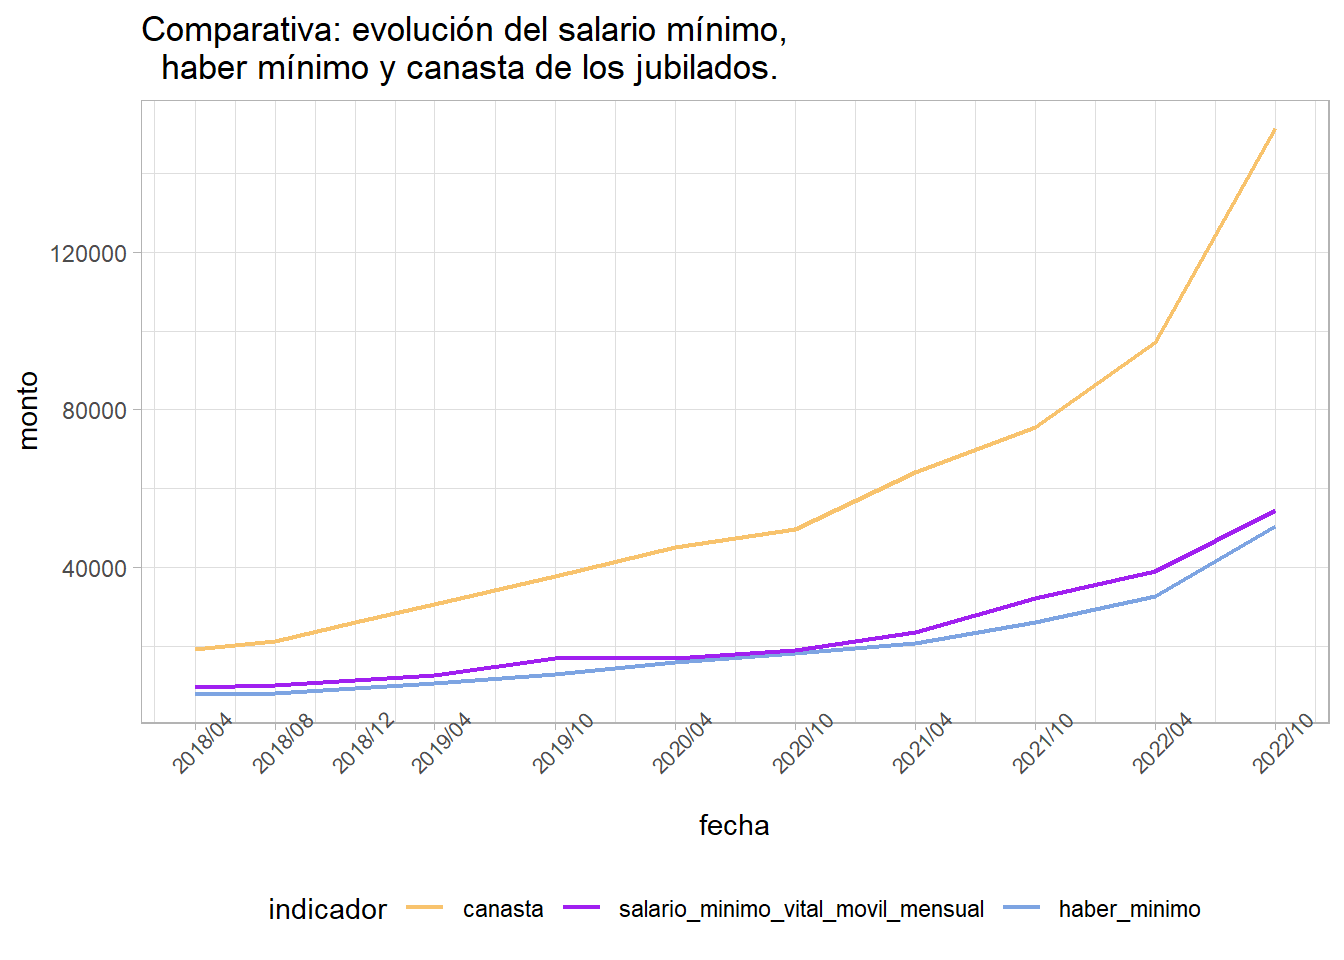 Comparativa: evolución del salario mínimo,
haber mínimo y canasta de los jubilados.
monto
120000
80000
40000
2018/04
2018/08
2018/12
2019/04
2019/10
2020/04
2020/10
2021/04
2021/10
2022/04
2022/10
fecha
indicador canasta salario_minimo_vital_movil_mensual haber_minimo